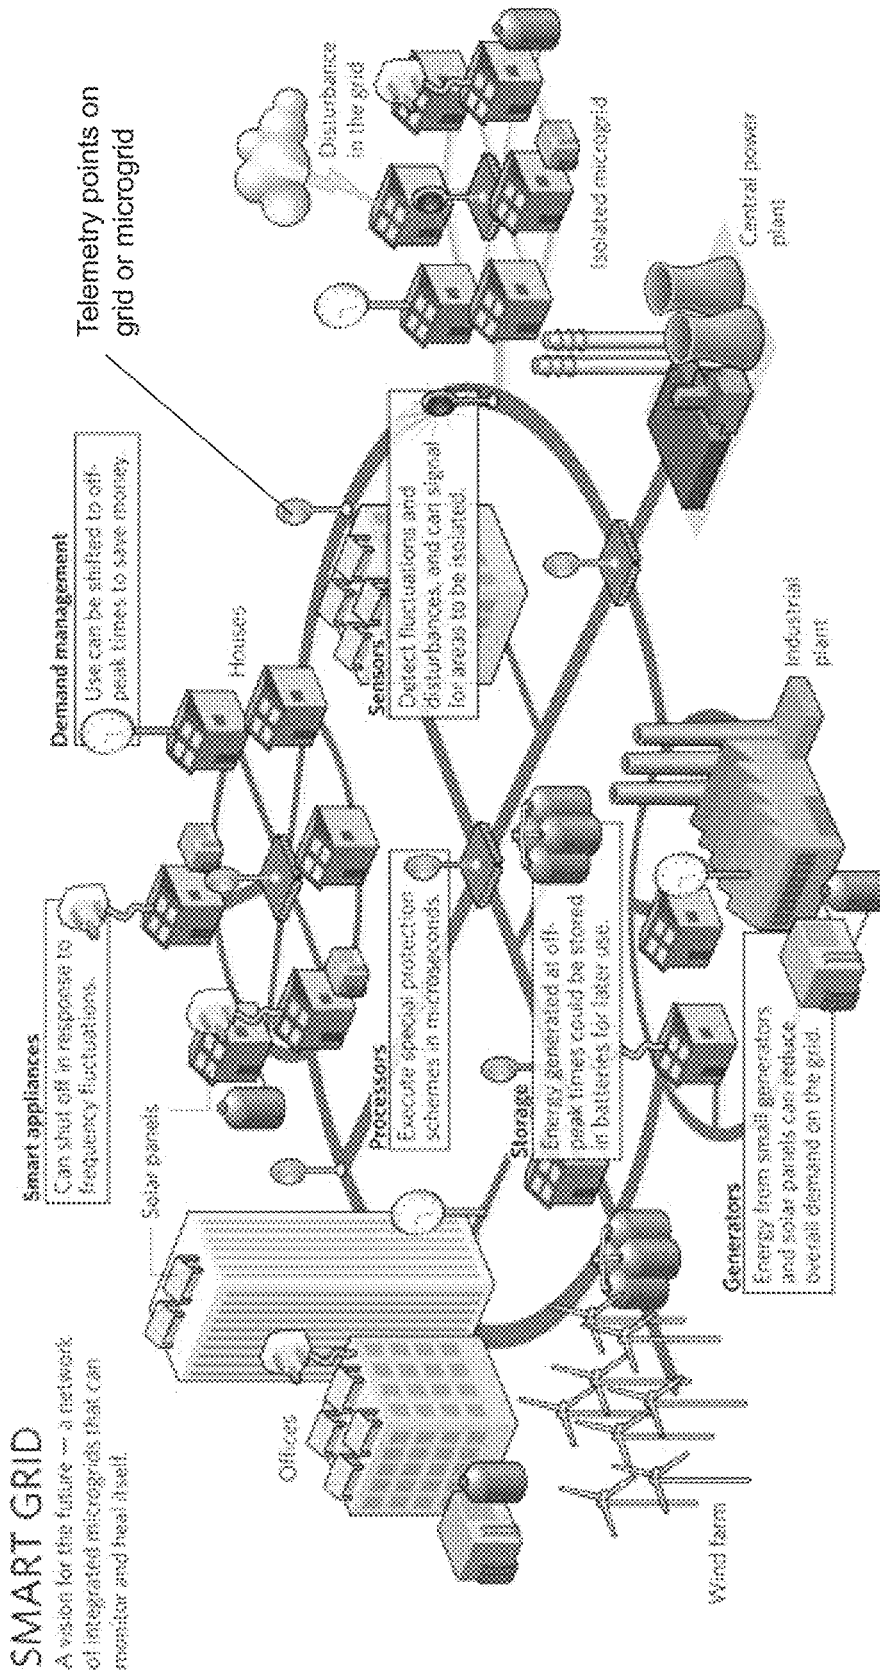 SMART GRID
A vision for the future — a network
of integrated microgrids that can
monitor and heal itself.
Smart appliances
Can shut off in response to
frequency fluctuations.
Demand management
Use can be shifted to off-
peak times to save money.
Telemetry points on
grid or microgrid
Solar panels
Houses
Offices
Disturbance
in the grid
Processors
Execute special protection
schemes in microseconds.
Sensors
Detect fluctuations and
disturbances, and can signal
for areas to be isolated.
Storage
Energy generated at off-
peak times could be stored
in batteries for later use.
Isolated microgrid
Wind farm
Generators
Energy from small generators
and solar panels can reduce
overall demand on the grid.
Industrial
plant
Central power
plant